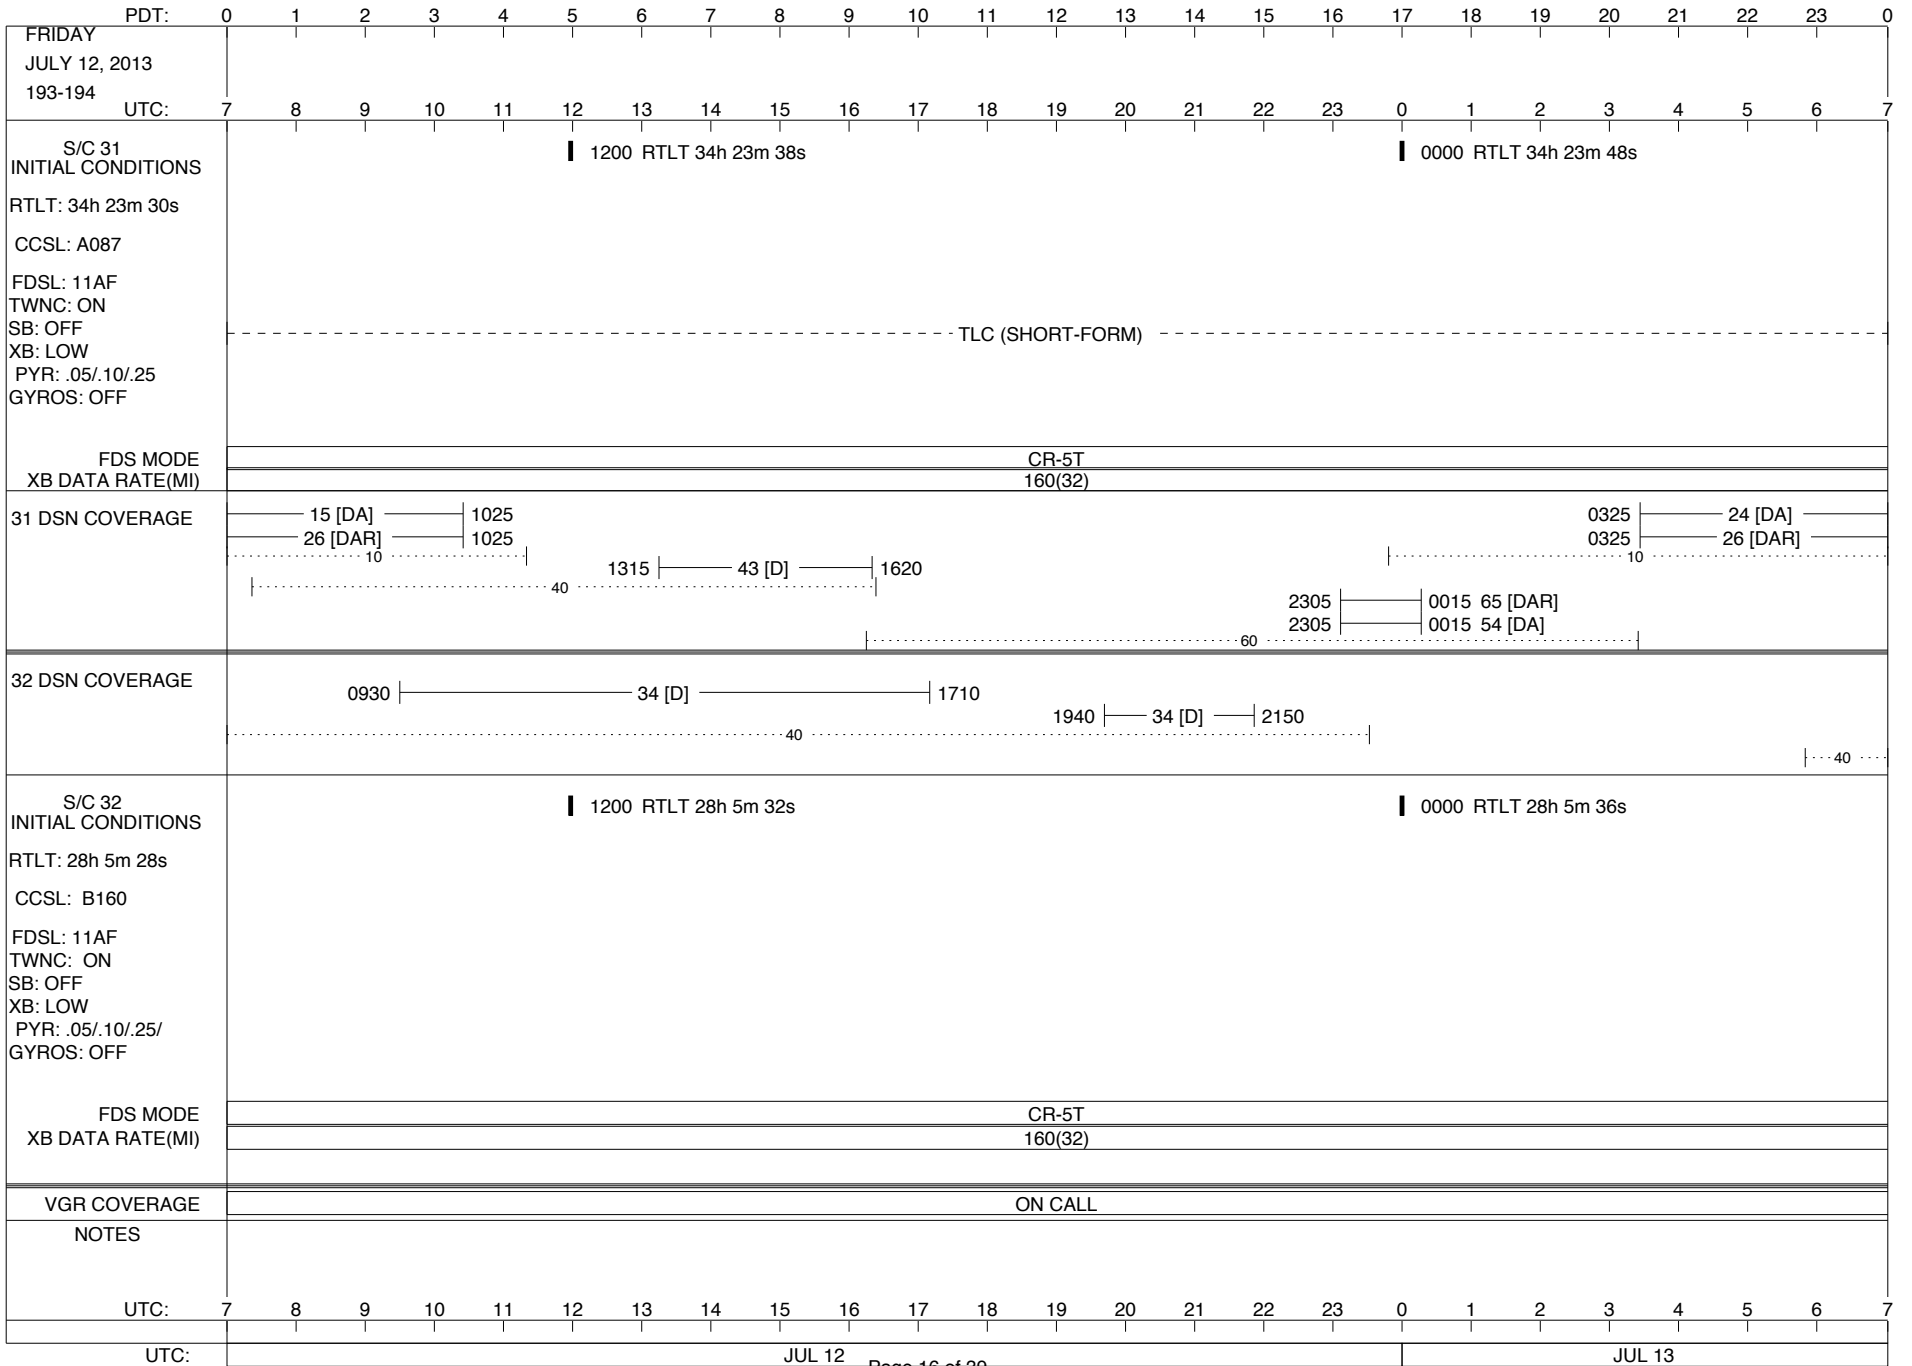 PDT: 0 1 2 3 4 5 6 7 8 9 10 11 12 13 14 15 16 17 18 19 20 21 22 23 0
FRIDAY
JULY 12, 2013
193-194
UTC: 7 8 9 10 11 12 13 14 15 16 17 18 19 20 21 22 23 0 1 2 3 4 5 6 7
S/C 31
INITIAL CONDITIONS
1200 RTLT 34h 23m 38s
0000 RTLT 34h 23m 48s
RTLT: 34h 23m 30s
CCSL: A087
FDSL: 11AF
TWNC: ON
SB: OFF
TLC (SHORT-FORM)
XB: LOW
PYR: .05/.10/.25
GYROS: OFF
FDS MODE CR-5T
XB DATA RATE(MI) 160(32)
31 DSN COVERAGE
15 [DA] 1025
0325 24 [DA]
26 [DAR] 1025
0325 26 [DAR]
10
10
1315 43 [D] 1620
40
2305 0015 65 [DAR]
2305 0015 54 [DA]
60
32 DSN COVERAGE
0930 34 [D] 1710
1940 34 [D] 2150
40
40
S/C 32
INITIAL CONDITIONS
1200 RTLT 28h 5m 32s
0000 RTLT 28h 5m 36s
RTLT: 28h 5m 28s
CCSL: B160
FDSL: 11AF
TWNC: ON
SB: OFF
XB: LOW
PYR: .05/.10/.25/
GYROS: OFF
FDS MODE CR-5T
XB DATA RATE(MI) 160(32)
VGR COVERAGE ON CALL
NOTES
UTC: 7 8 9 10 11 12 13 14 15 16 17 18 19 20 21 22 23 0 1 2 3 4 5 6 7
UTC: JUL 12 JUL 13